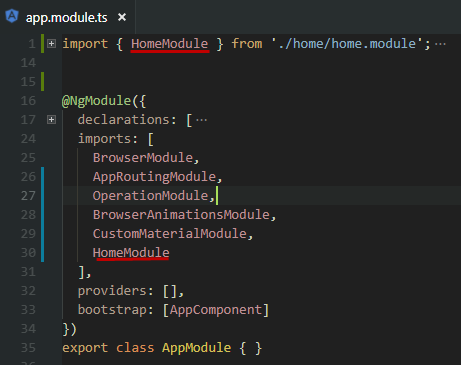 app.module.ts ×
1 import { HomeModule } from './home/home.module'; ...
14
15
16 @NgModule({
17 declarations: [ ...
24 imports: [
25 BrowserModule,
26 AppRoutingModule,
27 OperationModule,
28 BrowserAnimationsModule,
29 CustomMaterialModule,
30 HomeModule
31 ],
32 providers: [],
33 bootstrap: [AppComponent]
34 })
35 export class AppModule { }
36